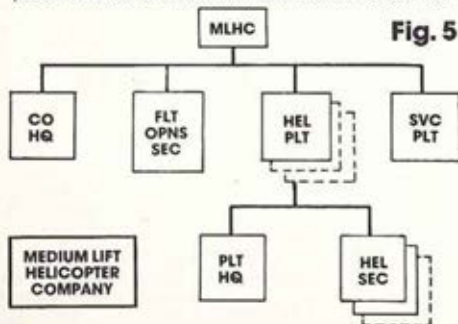 MLHC
Fig. 5
CO
HQ
FLT
OPNS
SEC
HEL
PLT
SVC
PLT
MEDIUM LIFT
HELICOPTER
COMPANY
PLT
HQ
HEL
SEC